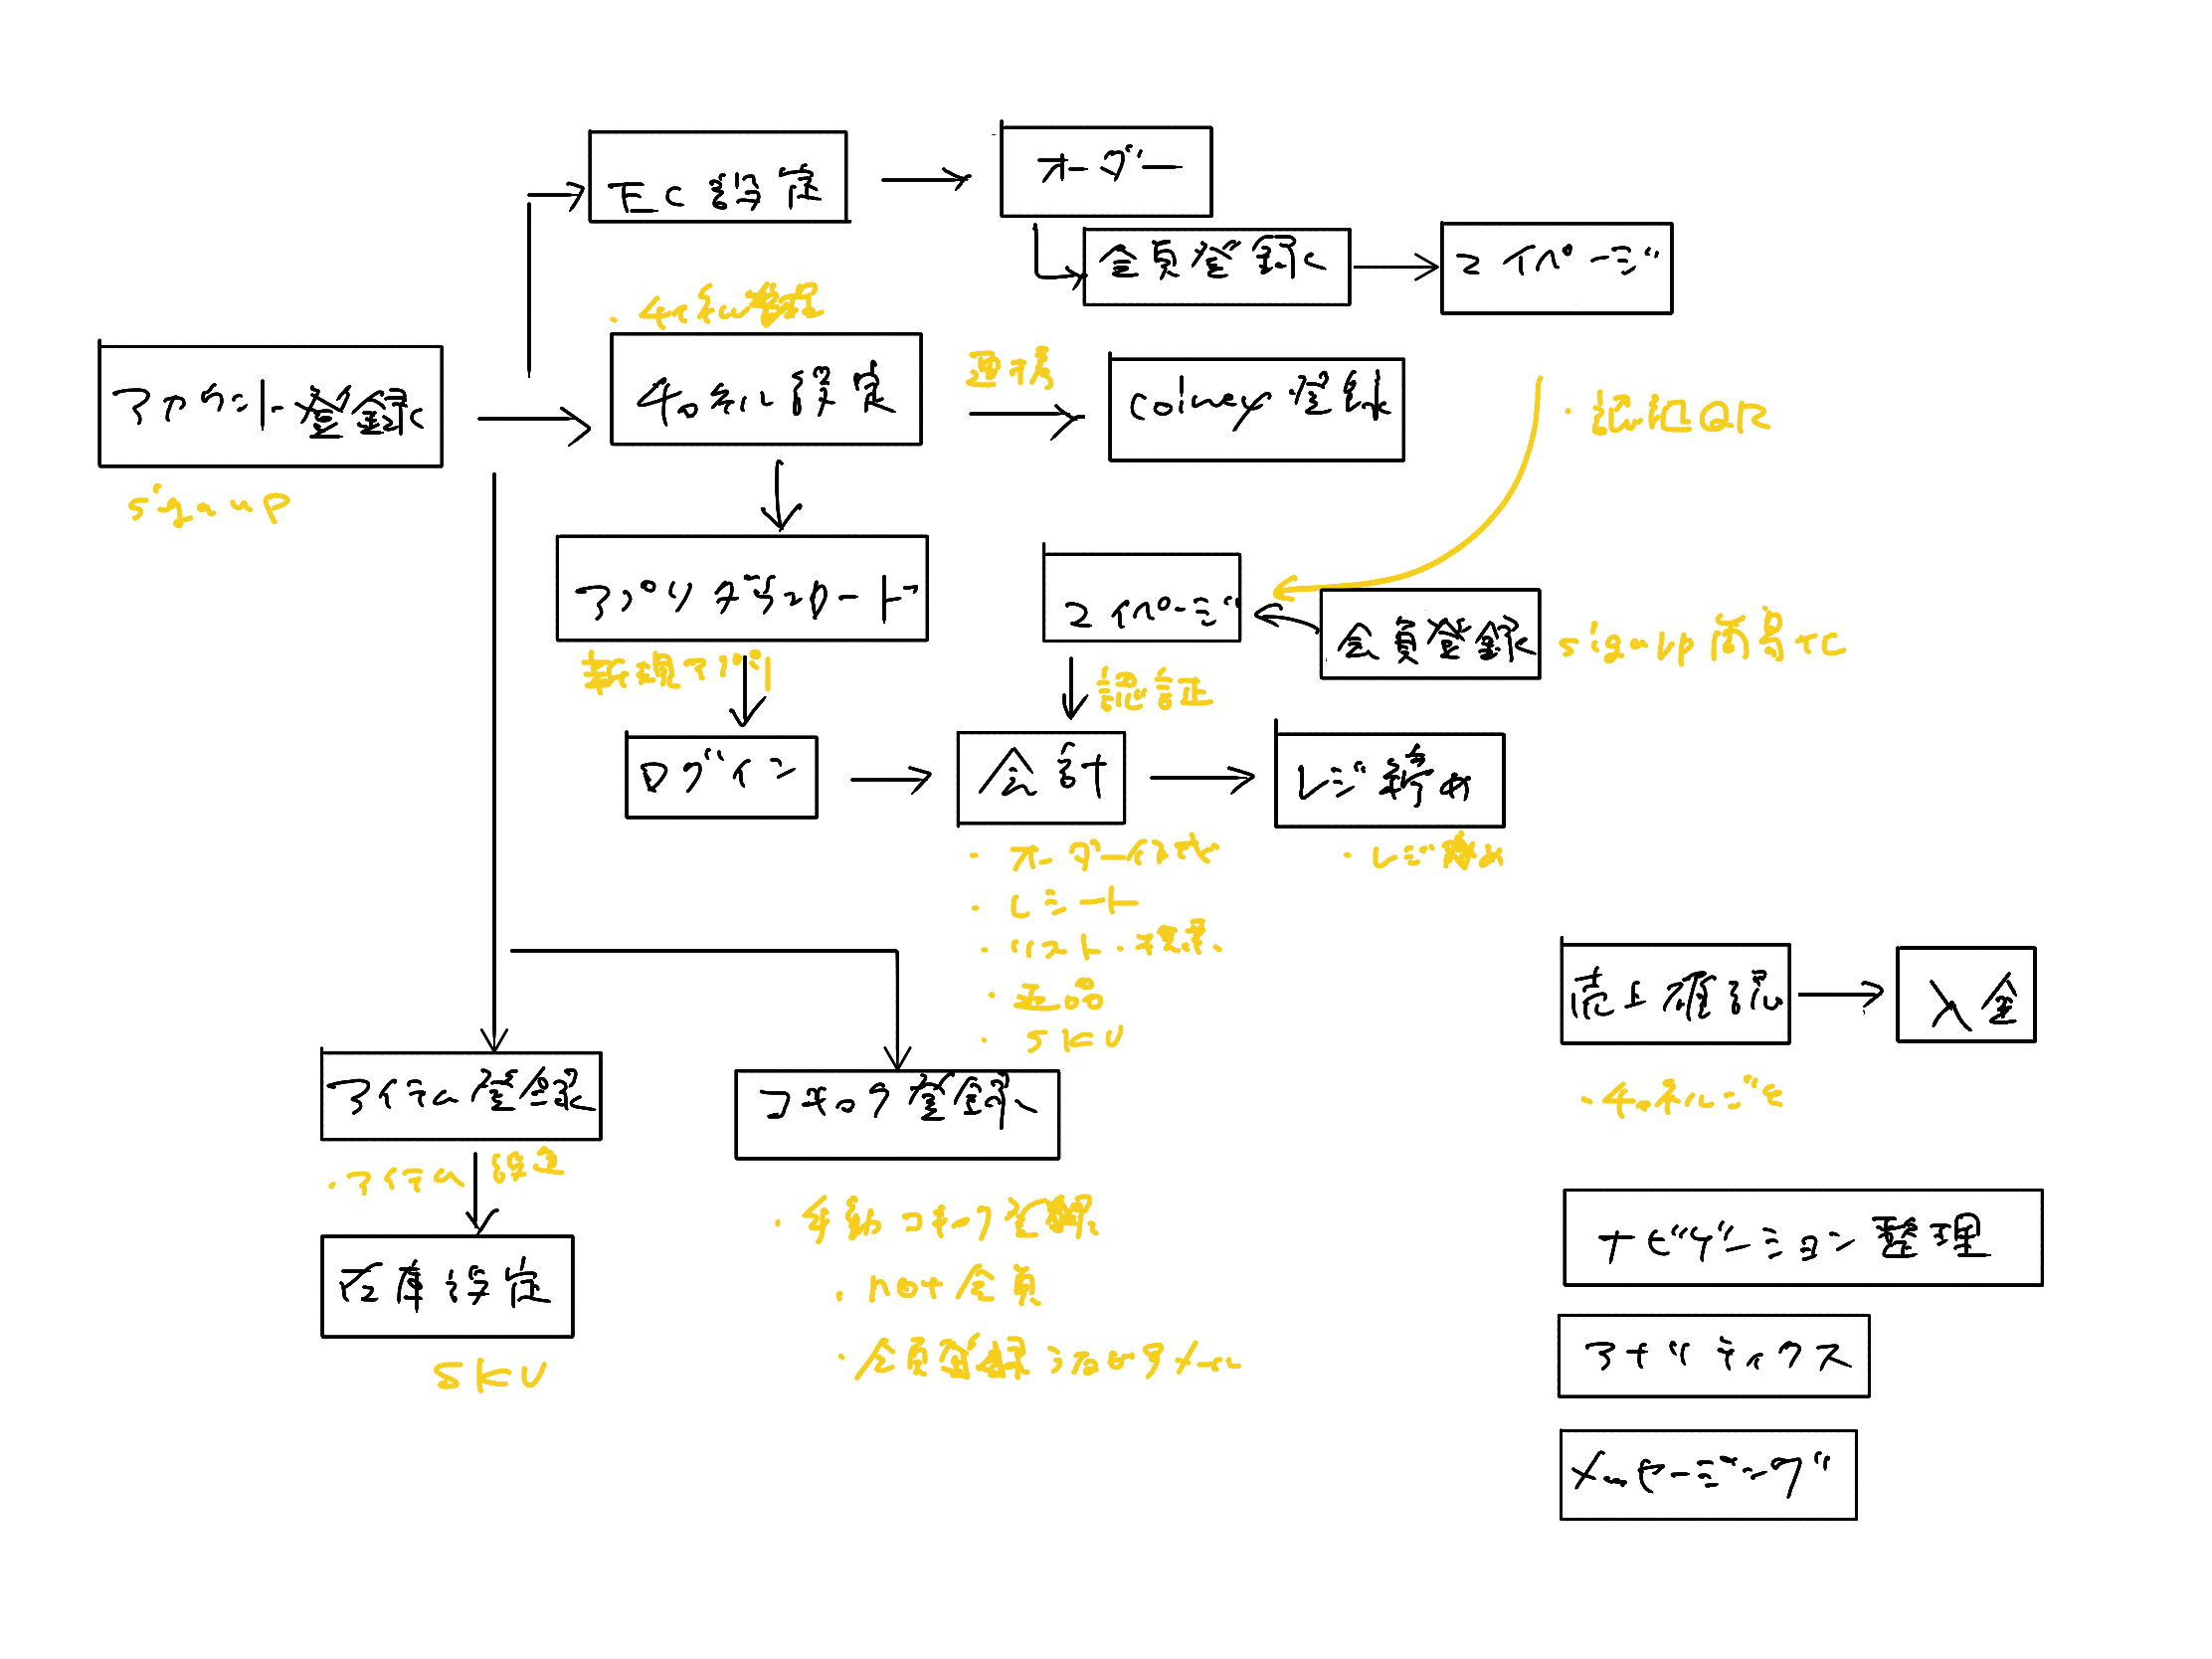 EC設定
オーダー
会員登録
マイページ
・チャネル整理
アカウント登録
signup
チャネル設定
連携
coiney登録
・認証QR
アプリダウンロード
新規アプリ
マイページ
会員登録
signup 簡易化
認証
ログイン
会計
レジ締め
・オーダー作成
・レシート
・リスト・検索
・返品
・SKU
・レジ締め
売上確認
入金
・チャネルごと
アイテム登録
・アイテム設定
在庫設定
SKU
コキャク登録
・手動コキャク登録
・not会員
・会員登録うながすメール
ナビゲーション整理
アナリティクス
メッセージング